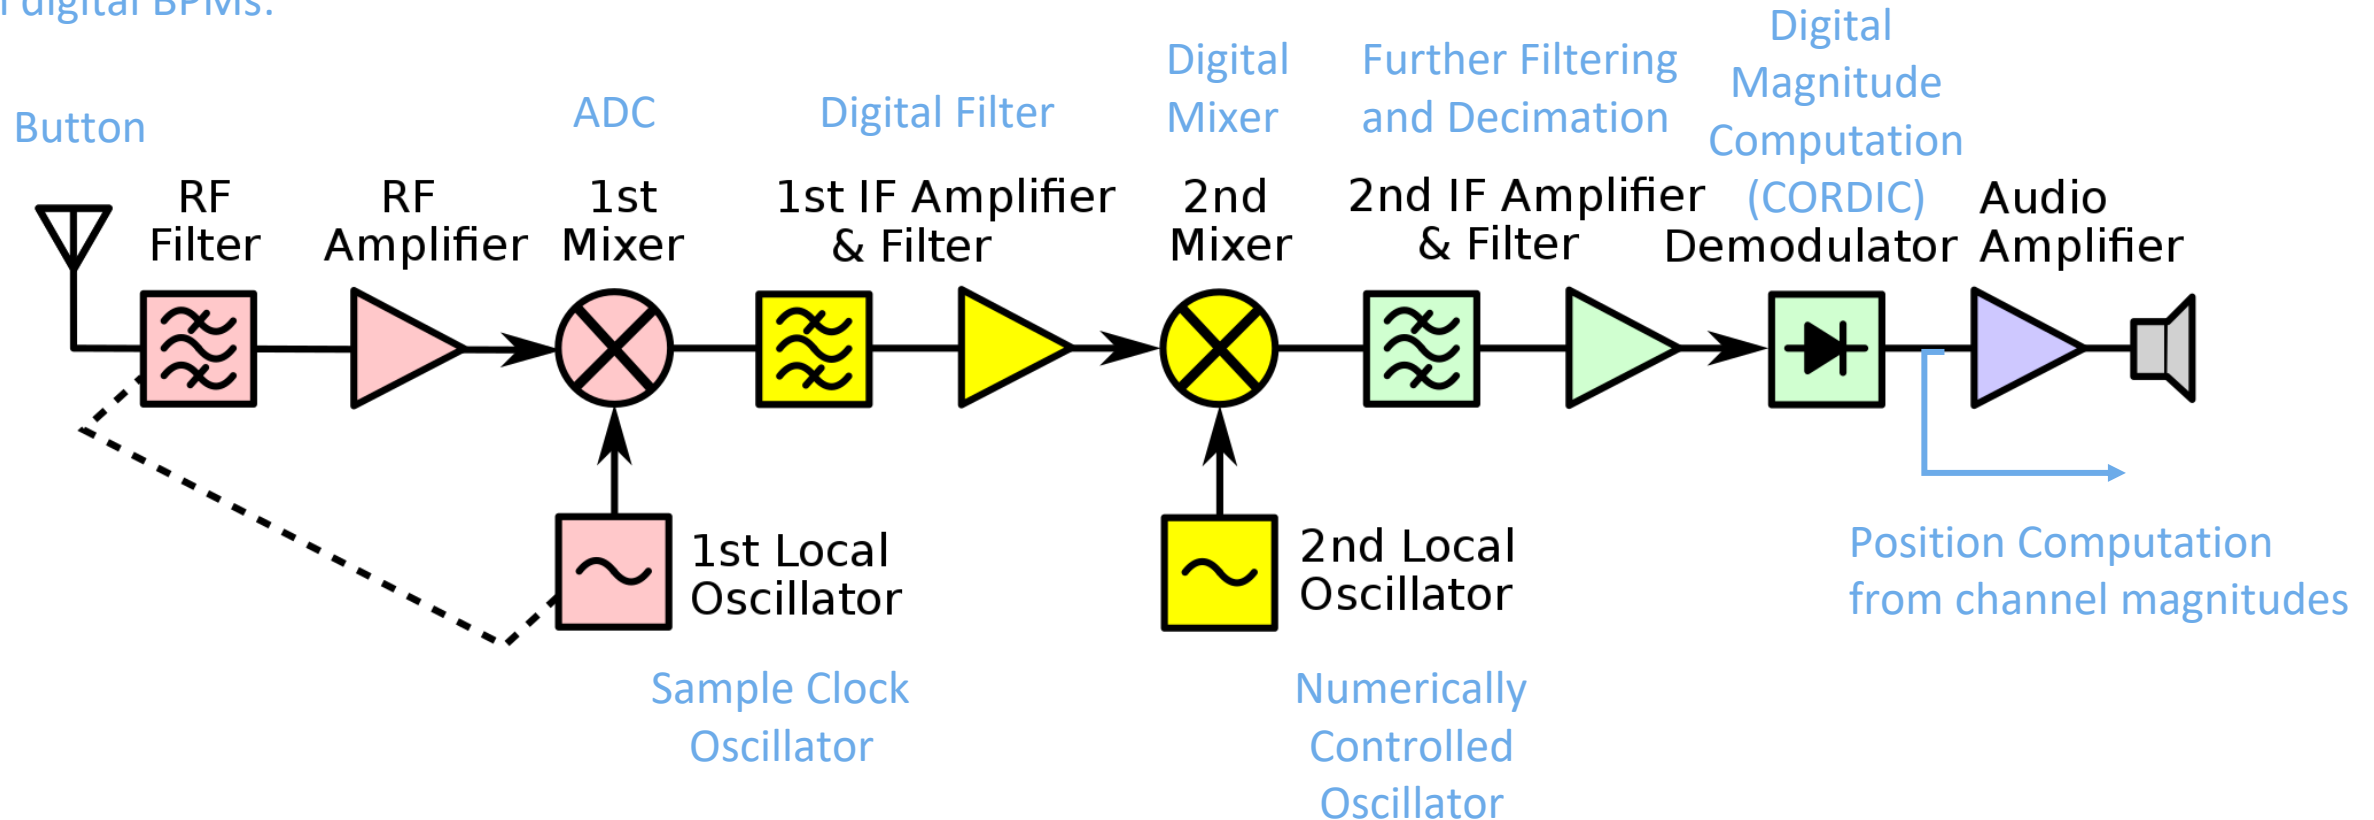 digital BPMs.
Button
ADC
Digital Filter
Digital
Mixer
Further Filtering
and Decimation
Digital
Magnitude
Computation
(CORDIC)
RF
Filter
RF
Amplifier
1st
Mixer
1st IF Amplifier
& Filter
2nd
Mixer
2nd IF Amplifier
& Filter
Demodulator
Audio
Amplifier
1st Local
Oscillator
2nd Local
Oscillator
Position Computation
from channel magnitudes
Sample Clock
Oscillator
Numerically
Controlled
Oscillator